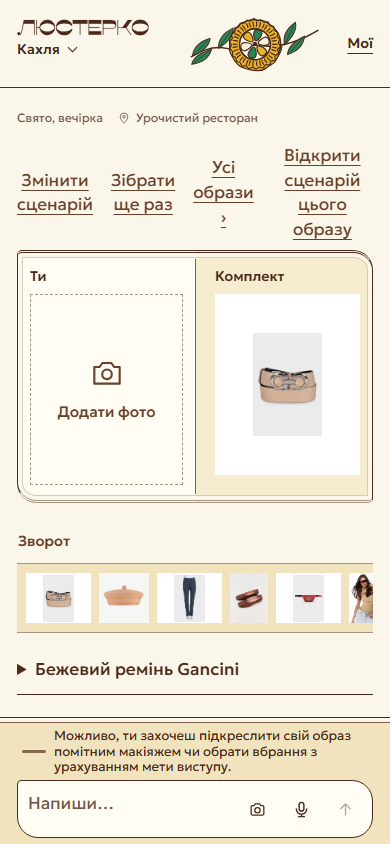 ЛЮСТЕРКО
Кахля
Мої
Свято, вечірка Урочистий ресторан
Змінити сценарій
Зібрати ще раз
Усі образи ›
Відкрити сценарій цього образу
Ти
Комплект
Додати фото
Зворот
Бежевий ремінь Gancini
Можливо, ти захочеш підкреслити свій образ
помітним макіяжем чи обрати вбрання з
урахуванням мети виступу.
Напиши...